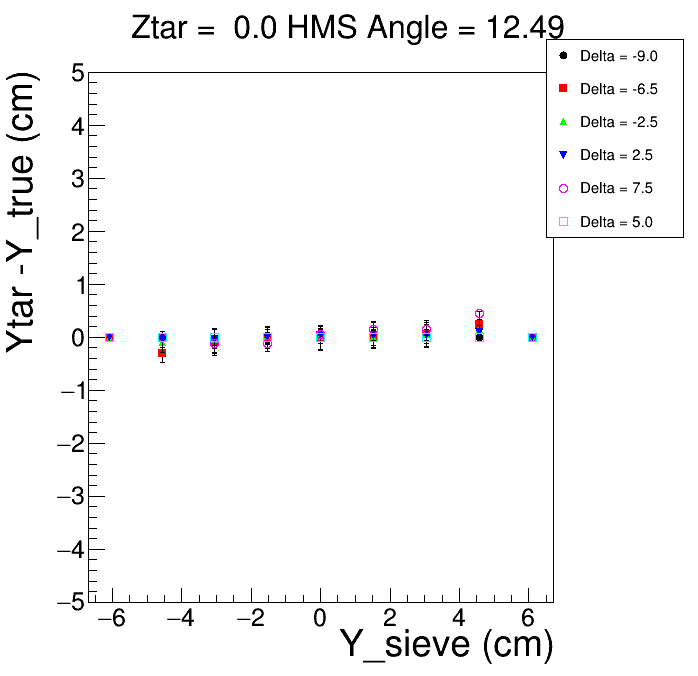 Ztar =  0.0 HMS Angle = 12.49
Delta = -9.0
Delta = -6.5
Delta = -2.5
Delta = 2.5
Delta = 7.5
Delta = 5.0
Ytar -Y_true (cm)
5
4
3
2
1
0
−1
−2
−3
−4
−5
−6 −4 −2 0 2 4 6
Y_sieve (cm)